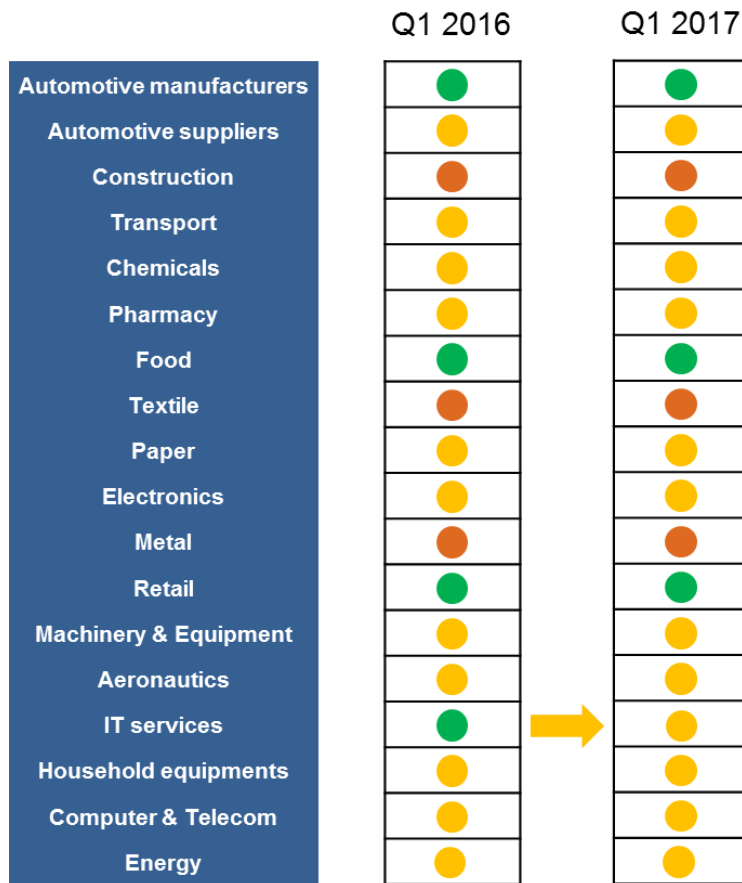 Q1 2016 Q1 2017
Automotive manufacturers
Automotive suppliers
Construction
Transport
Chemicals
Pharmacy
Food
Textile
Paper
Electronics
Metal
Retail
Machinery & Equipment
Aeronautics
IT services
Household equipments
Computer & Telecom
Energy